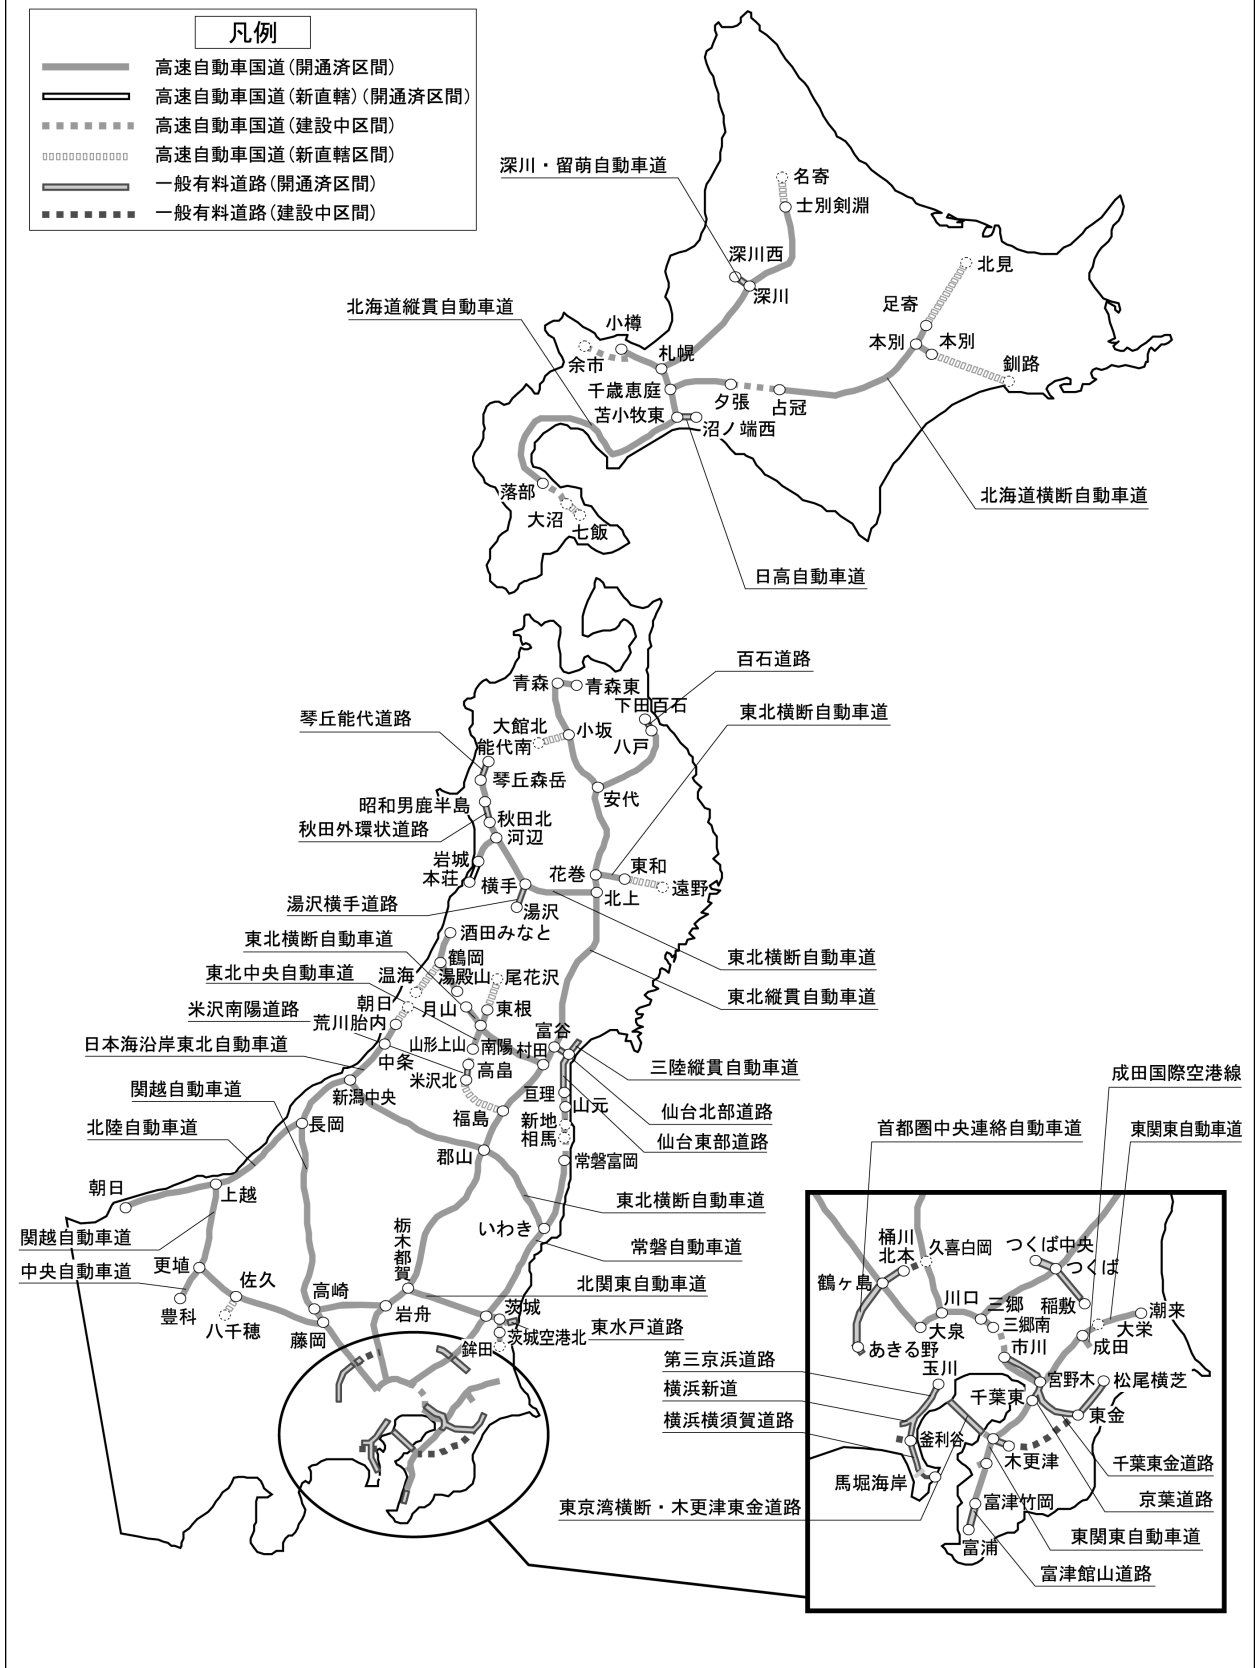 凡例
高速自動車国道(開通済区間)
高速自動車国道(新直轄)(開通済区間)
高速自動車国道(建設中区間)
高速自動車国道(新直轄区間)
一般有料道路(開通済区間)
一般有料道路(建設中区間)
深川・留萌自動車道
名寄
士別剣淵
深川西
深川
北見
足寄
北海道縦貫自動車道
小樽
本別
本別
札幌
釧路
余市
千歳恵庭
夕張
占冠
苫小牧東
沼ノ端西
落部
北海道横断自動車道
大沼
七飯
日高自動車道
百石道路
青森
青森東
下田百石
東北横断自動車道
琴丘能代道路
大館北
小坂
能代南
八戸
琴丘森岳
昭和男鹿半島
安代
秋田北
秋田外環状道路
河辺
岩城
本荘
花巻
東和
横手
遠野
北上
湯沢横手道路
湯沢
酒田みなと
東北横断自動車道
鶴岡
東北横断自動車道
東北中央自動車道
温海
湯殿山
尾花沢
東北縦貫自動車道
朝日
月山
東根
米沢南陽道路
荒川胎内
富谷
日本海沿岸東北自動車道
山形上山
南陽
村田
中条
三陸縦貫自動車道
高畠
成田国際空港線
米沢北
関越自動車道
新潟中央
亘理
山元
仙台北部道路
福島
新地
北陸自動車道
長岡
首都圏中央連絡自動車道
東関東自動車道
相馬
仙台東部道路
郡山
常磐富岡
朝日
上越
東北横断自動車道
関越自動車道
栃木都賀
いわき
常磐自動車道
桶川北本
久喜白岡
つくば中央
つくば
中央自動車道
更埴
佐久
北関東自動車道
鶴ヶ島
高崎
川口
三郷
稲敷
潮来
豊科
八千穂
岩舟
茨城
東水戸道路
大泉
三郷南
大栄
藤岡
茨城空港北
鉾田
あきる野
市川
成田
第三京浜道路
玉川
宮野木
松尾横芝
横浜新道
千葉東
東金
横浜横須賀道路
釜利谷
木更津
千葉東金道路
馬堀海岸
京葉道路
東京湾横断・木更津東金道路
富津竹岡
東関東自動車道
富浦
富津館山道路